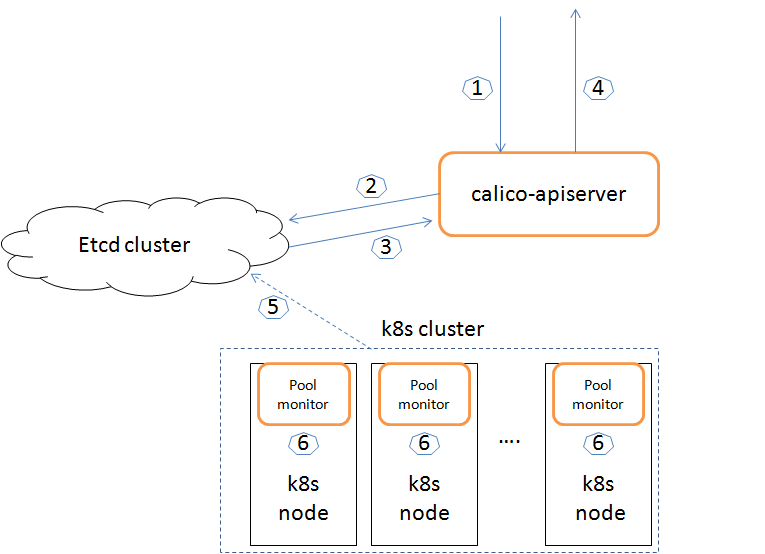 1
4
calico-apiserver
2
3
Etcd cluster
5
k8s cluster
Pool
monitor
Pool
monitor
Pool
monitor
6
6
....
6
k8s
node
k8s
node
k8s
node